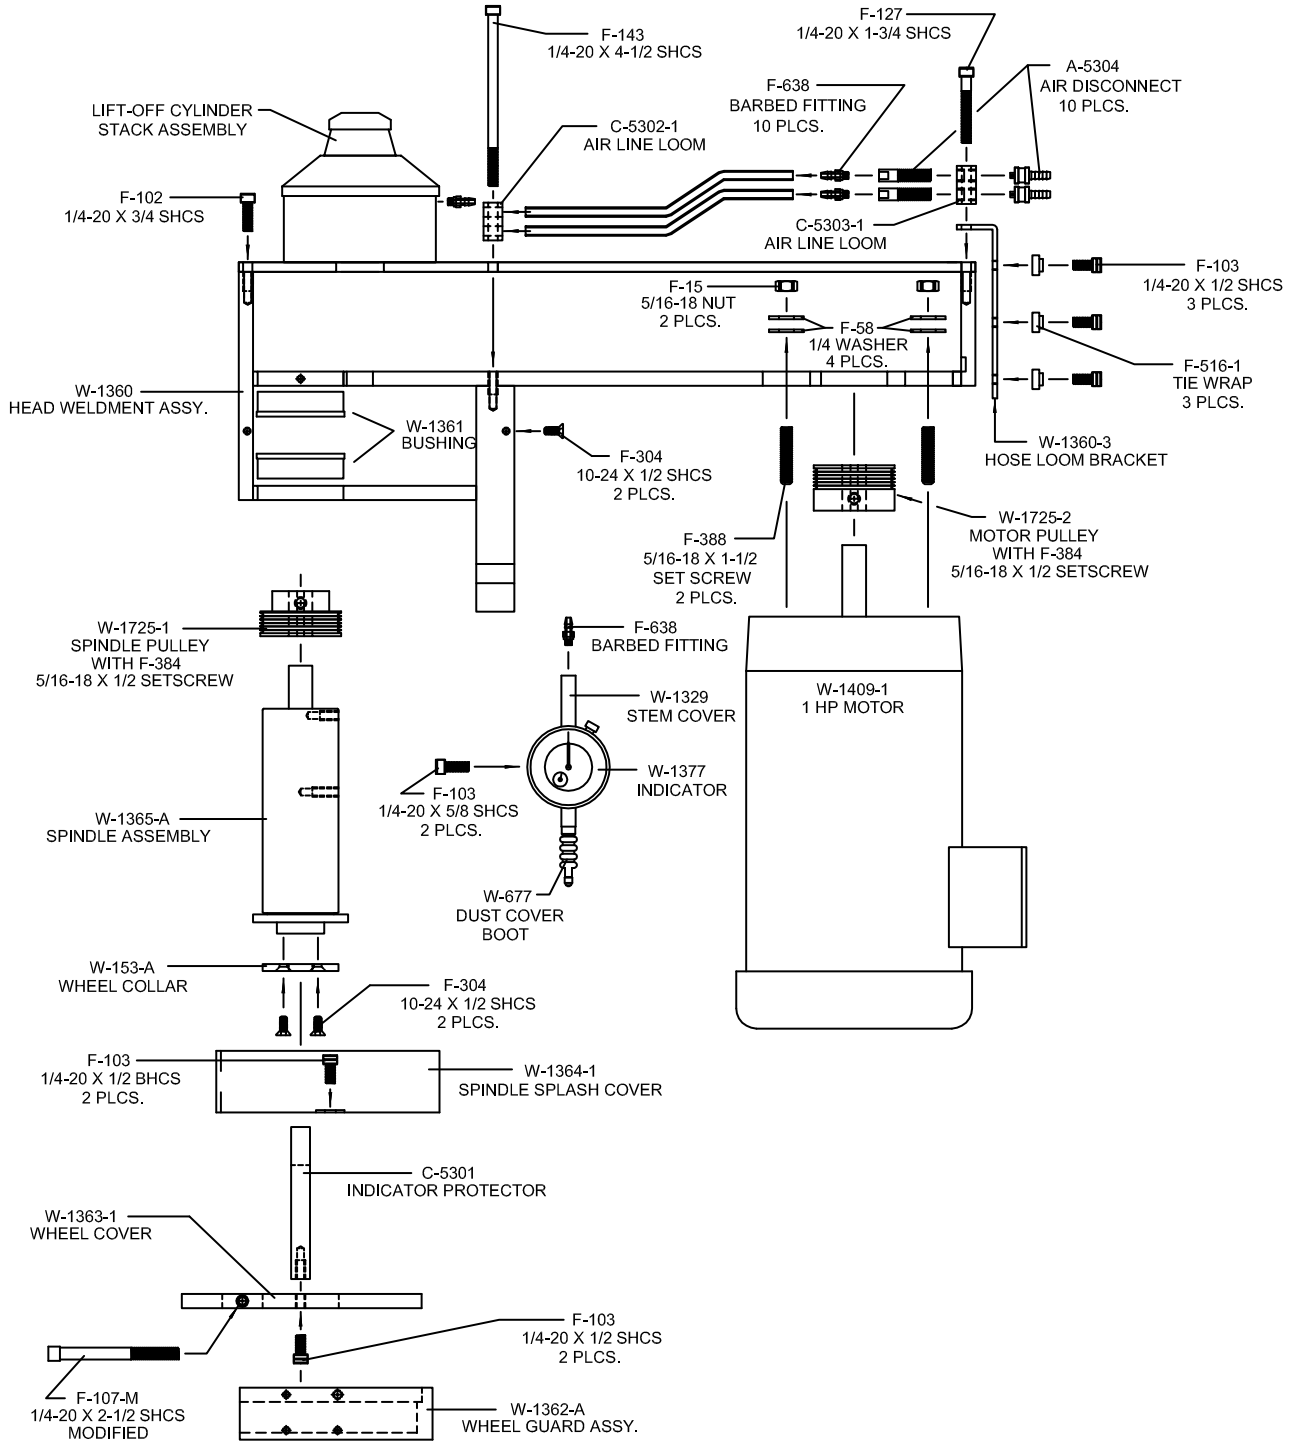 F-143
1/4-20 X 4-1/2 SHCS
F-127
1/4-20 X 1-3/4 SHCS
A-5304
AIR DISCONNECT
10 PLCS.
F-638
BARBED FITTING
10 PLCS.
LIFT-OFF CYLINDER
STACK ASSEMBLY
C-5302-1
AIR LINE LOOM
F-102
1/4-20 X 3/4 SHCS
C-5303-1
AIR LINE LOOM
F-103
1/4-20 X 1/2 SHCS
3 PLCS.
F-15
5/16-18 NUT
2 PLCS.
F-58
1/4 WASHER
4 PLCS.
F-516-1
TIE WRAP
3 PLCS.
W-1360
HEAD WELDMENT ASSY.
W-1361
BUSHING
F-304
10-24 X 1/2 SHCS
2 PLCS.
W-1360-3
HOSE LOOM BRACKET
W-1725-2
MOTOR PULLEY
WITH F-384
5/16-18 X 1/2 SETSCREW
F-388
5/16-18 X 1-1/2
SET SCREW
2 PLCS.
W-1725-1
SPINDLE PULLEY
WITH F-384
5/16-18 X 1/2 SETSCREW
F-638
BARBED FITTING
W-1329
STEM COVER
W-1409-1
1 HP MOTOR
W-1377
INDICATOR
F-103
1/4-20 X 5/8 SHCS
2 PLCS.
W-1365-A
SPINDLE ASSEMBLY
W-677
DUST COVER
BOOT
W-153-A
WHEEL COLLAR
F-304
10-24 X 1/2 SHCS
2 PLCS.
F-103
1/4-20 X 1/2 BHCS
2 PLCS.
W-1364-1
SPINDLE SPLASH COVER
C-5301
INDICATOR PROTECTOR
W-1363-1
WHEEL COVER
F-103
1/4-20 X 1/2 SHCS
2 PLCS.
F-107-M
1/4-20 X 2-1/2 SHCS
MODIFIED
W-1362-A
WHEEL GUARD ASSY.